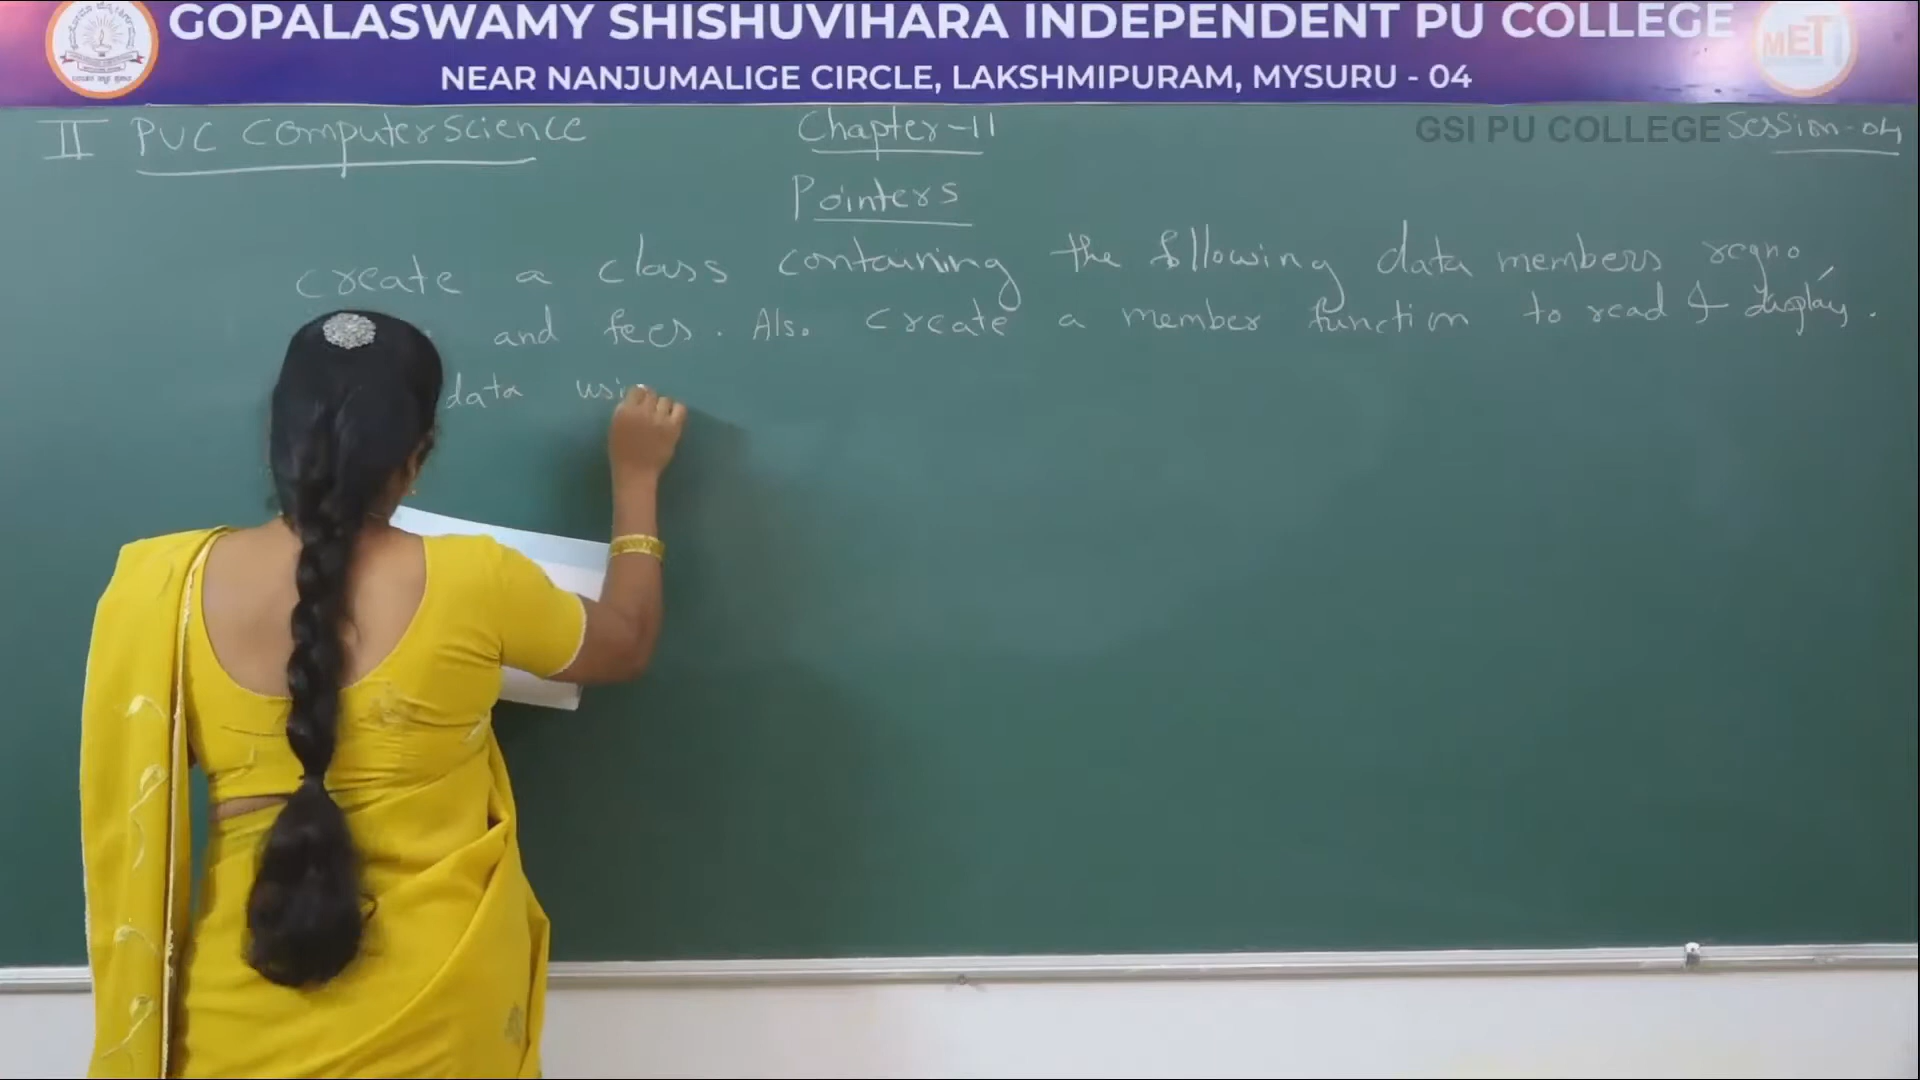 GOPALASWAMY SHISHUVIHARA INDEPENDENT PU COLLEGE
NEAR NANJUMALIGE CIRCLE, LAKSHMIPURAM, MYSURU - 04
METI
II PUC Computer Science
Chapter-11
GSI PU COLLEGE
Session-04
Pointers
create a class containing the following data members regno
and fees. Also create a member function to read & display.
data usi